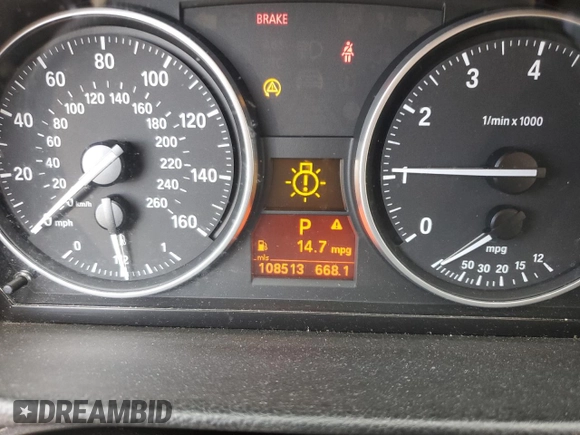 BRAKE
20 40 60 80 100 120 140 160
20 40 60 80 100 120 140 160 180 200 220 240 260
km/h
mph
0 1/2 1
0 1 2 3 4
1/min x 1000
mpg
50 30 20 15 12
P
14.7 mpg
mls
108513 668.1
DREAMBID